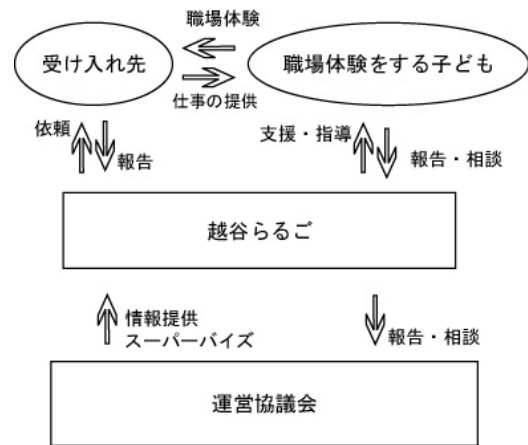 職場体験
受け入れ先
職場体験をする子ども
仕事の提供
依頼
報告
支援・指導
報告・相談
越谷らるご
情報提供
スーパーバイズ
報告・相談
運営協議会